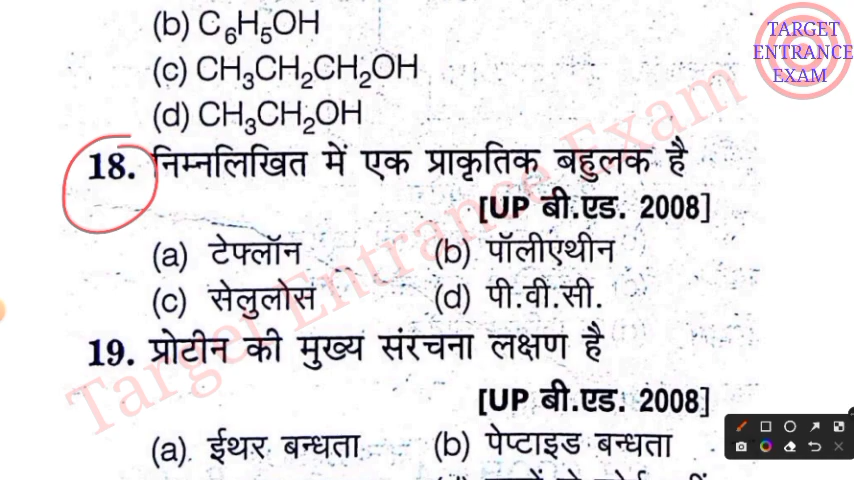 (b) C₆H₅OH
(c) CH₃CH₂CH₂OH
(d) CH₃CH₂OH
18. निम्नलिखित में एक प्राकृतिक बहुलक है
[UP बी.एड. 2008]
(a) टेफ्लॉन (b) पॉलीएथीन
(c) सेलुलोस (d) पी.वी.सी.
19. प्रोटीन की मुख्य संरचना लक्षण है
[UP बी.एड. 2008]
(a) ईथर बन्धता (b) पेप्टाइड बन्धता
TARGET
ENTRANCE
EXAM
Target Entrance Exam